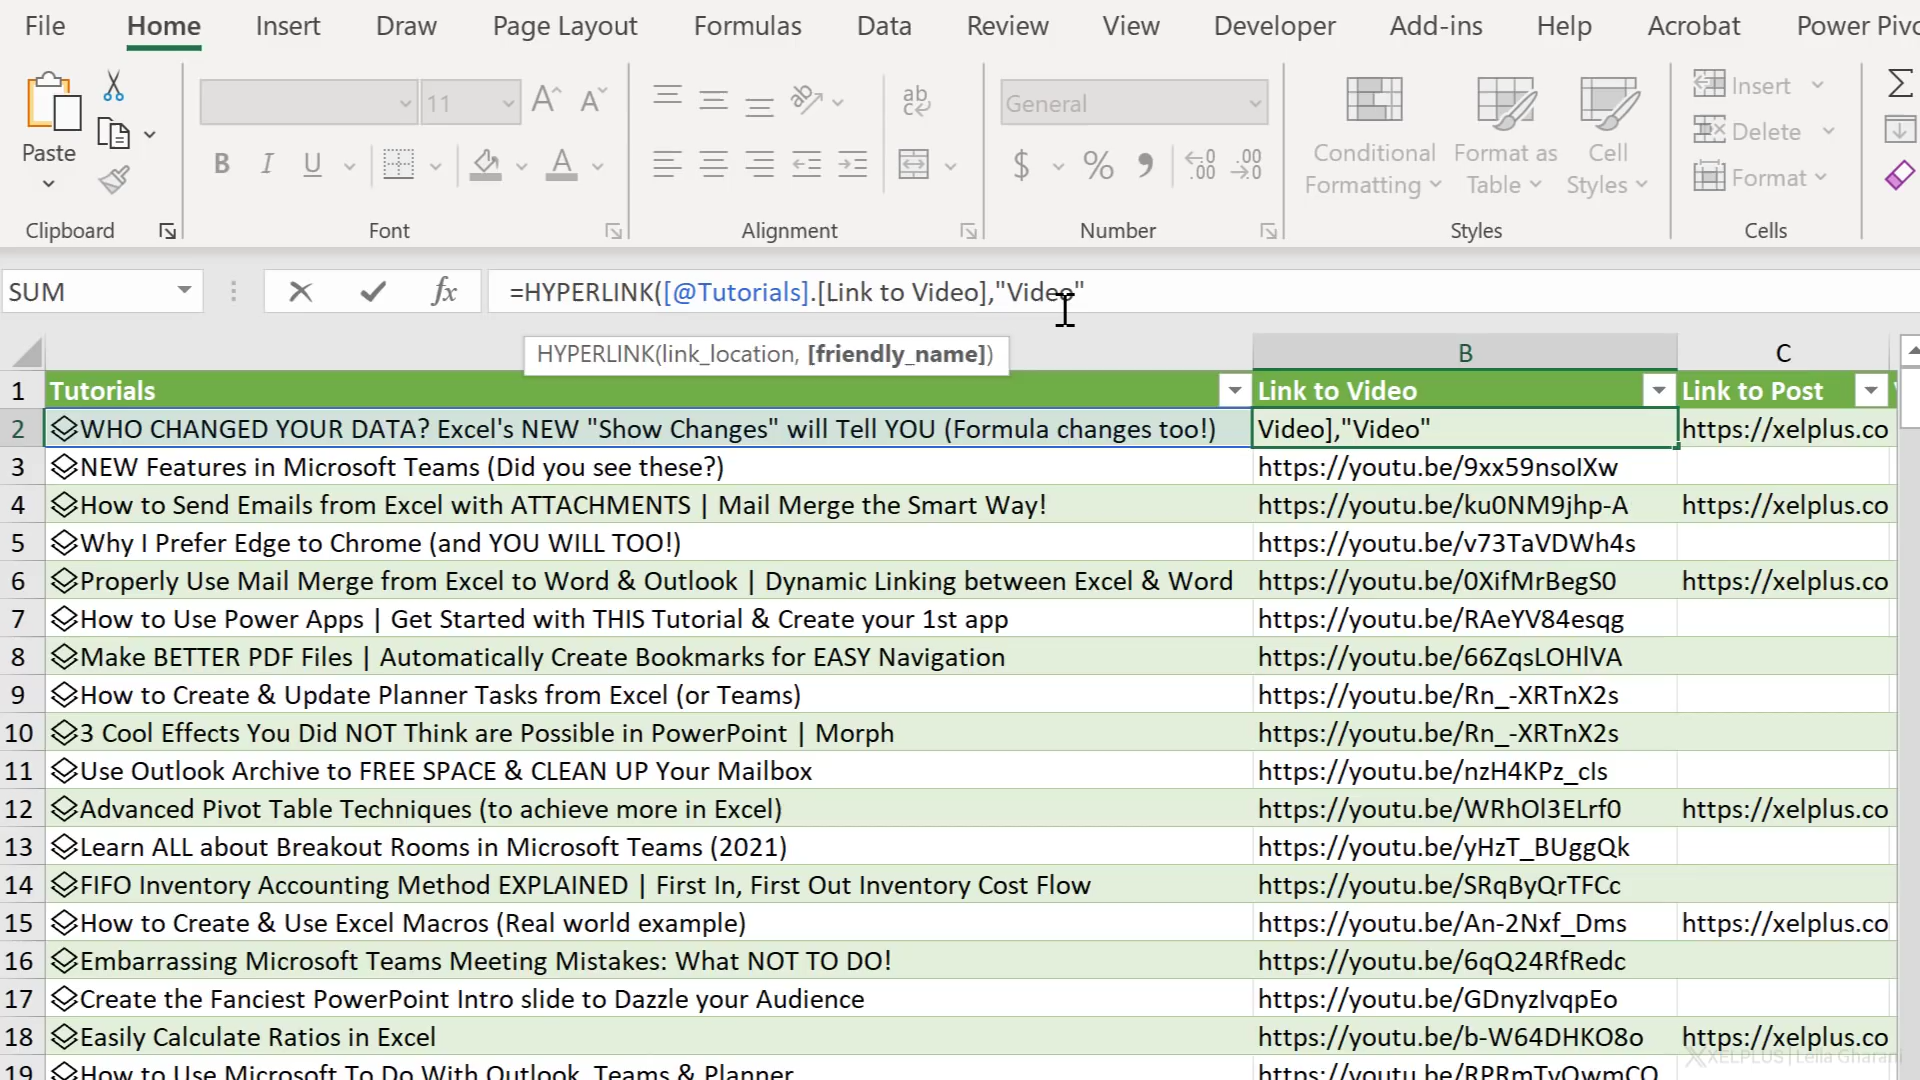 File Home Insert Draw Page Layout Formulas Data Review View Developer Add-ins Help Acrobat Power Pivo
Paste
11
ab
General
Conditional Formatting
Format as Table
Cell Styles
Insert
Delete
Format
B I U
A
$ % 9
Clipboard Font Alignment Number Styles Cells
SUM
fx
=HYPERLINK([@Tutorials].[Link to Video],"Video"
HYPERLINK(link_location, [friendly_name])
B C
1 Tutorials Link to Video Link to Post
2 WHO CHANGED YOUR DATA? Excel's NEW "Show Changes" will Tell YOU (Formula changes too!) Video],"Video" https://xelplus.co
3 NEW Features in Microsoft Teams (Did you see these?) https://youtu.be/9xx59nsoIXw
4 How to Send Emails from Excel with ATTACHMENTS | Mail Merge the Smart Way! https://youtu.be/ku0NM9jhp-A https://xelplus.co
5 Why I Prefer Edge to Chrome (and YOU WILL TOO!) https://youtu.be/v73TaVDWh4s
6 Properly Use Mail Merge from Excel to Word & Outlook | Dynamic Linking between Excel & Word https://youtu.be/0XifMrBegS0 https://xelplus.co
7 How to Use Power Apps | Get Started with THIS Tutorial & Create your 1st app https://youtu.be/RAeYV84esqg
8 Make BETTER PDF Files | Automatically Create Bookmarks for EASY Navigation https://youtu.be/66ZqsLOHlVA
9 How to Create & Update Planner Tasks from Excel (or Teams) https://youtu.be/Rn_-XRTnX2s
10 3 Cool Effects You Did NOT Think are Possible in PowerPoint | Morph https://youtu.be/Rn_-XRTnX2s
11 Use Outlook Archive to FREE SPACE & CLEAN UP Your Mailbox https://youtu.be/nzH4KPz_cIs
12 Advanced Pivot Table Techniques (to achieve more in Excel) https://youtu.be/WRhOl3ELrf0 https://xelplus.co
13 Learn ALL about Breakout Rooms in Microsoft Teams (2021) https://youtu.be/yHzT_BUggQk
14 FIFO Inventory Accounting Method EXPLAINED | First In, First Out Inventory Cost Flow https://youtu.be/SRqByQrTFCc
15 How to Create & Use Excel Macros (Real world example) https://youtu.be/An-2Nxf_Dms https://xelplus.co
16 Embarrassing Microsoft Teams Meeting Mistakes: What NOT TO DO! https://youtu.be/6qQ24RfRedc
17 Create the Fanciest PowerPoint Intro slide to Dazzle your Audience https://youtu.be/GDnyzIvqpEo
18 Easily Calculate Ratios in Excel https://youtu.be/b-W64DHKO8o https://xelplus.co
XELPLUS | Leila Gharani
19 How to Use Microsoft To Do With Outlook, Teams & Planner https://youtu.be/RPRmTyQwmCQ